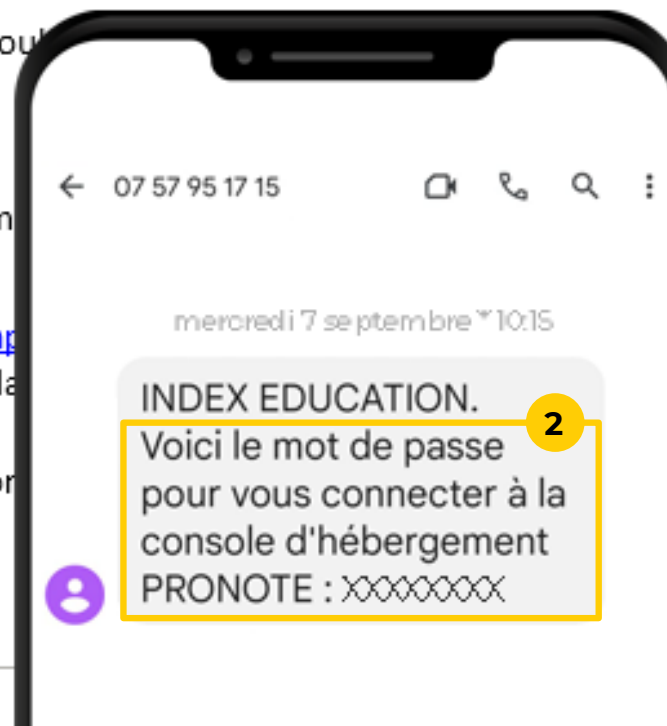 07 57 95 17 15
mercredi 7 septembre * 10:15
INDEX EDUCATION.
2
Voici le mot de passe
pour vous connecter à la
console d'hébergement
PRONOTE : XXXXXXXX